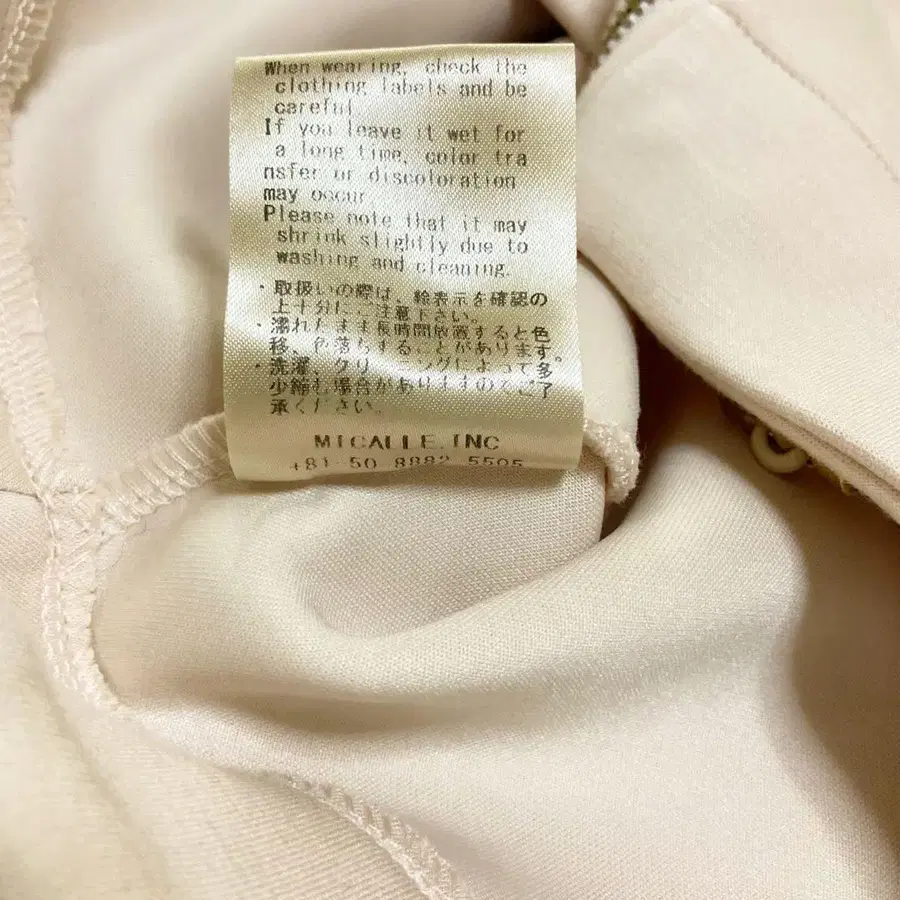 When wearing, check the
clothing labels and be
careful
If you leave it wet for
a long time, color tra
nsfer or discoloration
may occur
Please note that it may
shrink slightly due to
washing and cleaning.
・取扱いの際は、絵表示を確認の
上十分にご注意下さい。
・濡れたまま長時間放置すると色
移、色落ちすることがあります。
・洗濯、クリーニングによって多
少縮む場合がありますのでご了
承ください。
MICALLE.INC
+81 50 8882 5505